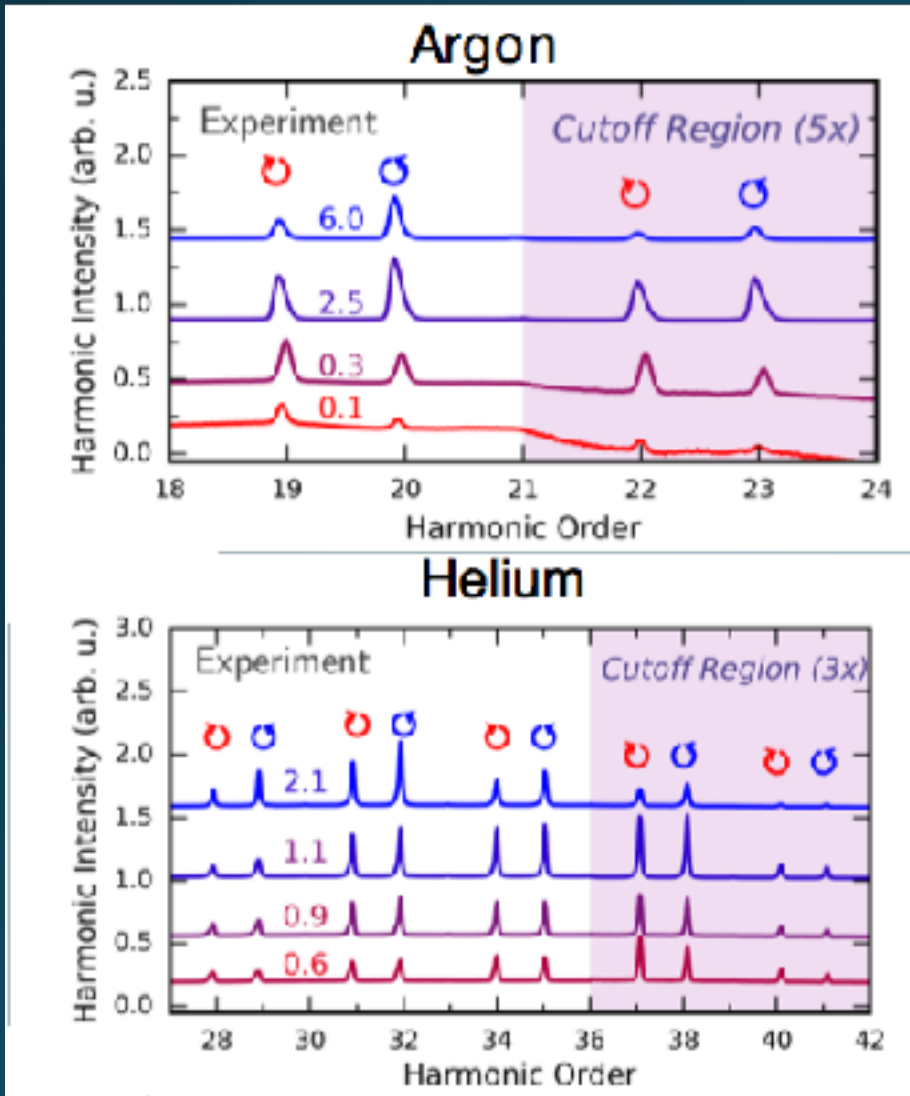 Argon
Harmonic Intensity (arb. u.)
2.5
2.0
1.5
1.0
0.5
0.0
Experiment
Cutoff Region (5x)
6.0
2.5
0.3
0.1
18 19 20 21 22 23 24
Harmonic Order
Helium
Harmonic Intensity (arb. u.)
3.0
2.5
2.0
1.5
1.0
0.5
0.0
Experiment
Cutoff Region (3x)
2.1
1.1
0.9
0.6
28 30 32 34 36 38 40 42
Harmonic Order